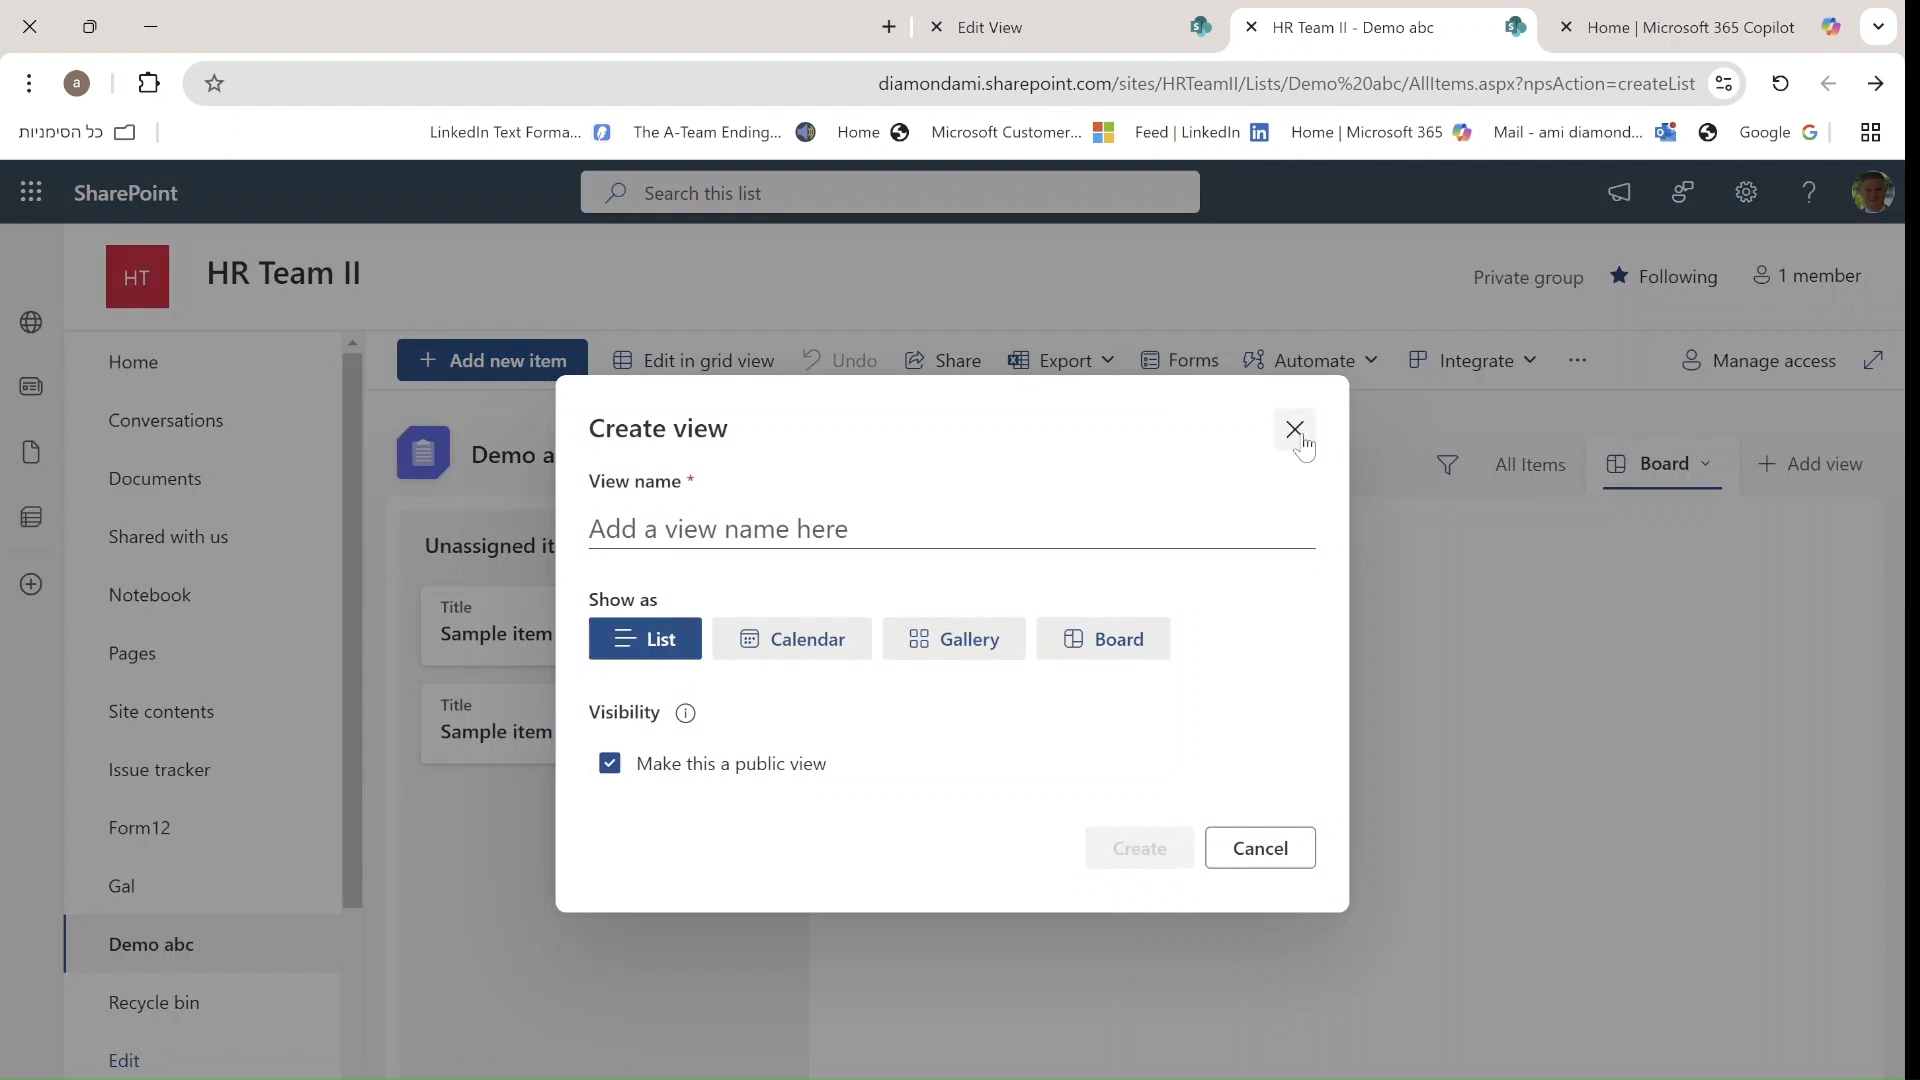 Edit View
HR Team II - Demo abc
Home | Microsoft 365 Copilot
a
diamondami.sharepoint.com/sites/HRTeamII/Lists/Demo%20abc/AllItems.aspx?npsAction=createList
כל הסימניות
LinkedIn Text Forma...
The A-Team Ending...
Home
Microsoft Customer...
Feed | LinkedIn
Home | Microsoft 365
Mail - ami diamond...
Google
SharePoint
Search this list
HT
HR Team II
Private group
Following
1 member
Home
Conversations
Documents
Shared with us
Notebook
Pages
Site contents
Issue tracker
Form12
Gal
Demo abc
Recycle bin
Edit
+ Add new item
Edit in grid view
Undo
Share
Export
Forms
Automate
Integrate
...
Manage access
Demo a
All Items
Board
+ Add view
Unassigned it
Title
Sample item
Title
Sample item
Create view
View name *
Add a view name here
Show as
List
Calendar
Gallery
Board
Visibility
Make this a public view
Create
Cancel